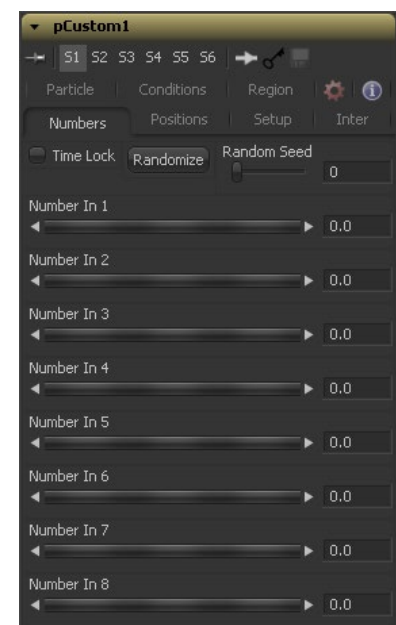 pCustom1
S1 S2 S3 S4 S5 S6
Particle Conditions Region
Numbers Positions Setup Inter
Time Lock Randomize Random Seed 0
Number In 1
0.0
Number In 2
0.0
Number In 3
0.0
Number In 4
0.0
Number In 5
0.0
Number In 6
0.0
Number In 7
0.0
Number In 8
0.0